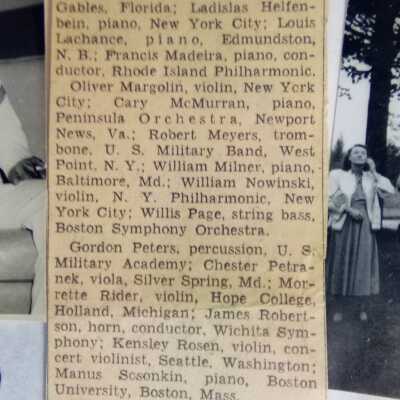 Gables, Florida; Ladislas Helfen-
bein, piano, New York City; Louis
Lachance, piano, Edmundston,
N. B.; Francis Madeira, piano, con-
ductor, Rhode Island Philharmonic.
Oliver Margolin, violin, New York
City; Cary McMurran, piano,
Peninsula Orchestra, Newport
News, Va.; Robert Meyers, trom-
bone, U. S. Military Band, West
Point, N. Y.; William Milner, piano,
Baltimore, Md.; William Nowinski,
violin, N. Y. Philharmonic, New
York City; Willis Page, string bass,
Boston Symphony Orchestra.
Gordon Peters, percussion, U. S.
Military Academy; Chester Petra-
nek, viola, Silver Spring, Md.; Mor-
rette Rider, violin, Hope College,
Holland, Michigan; James Robert-
son, horn, conductor, Wichita Sym-
phony; Kensley Rosen, violin, con-
cert violinist, Seattle, Washington;
Manus Sosonkin, piano, Boston
University, Boston, Mass.